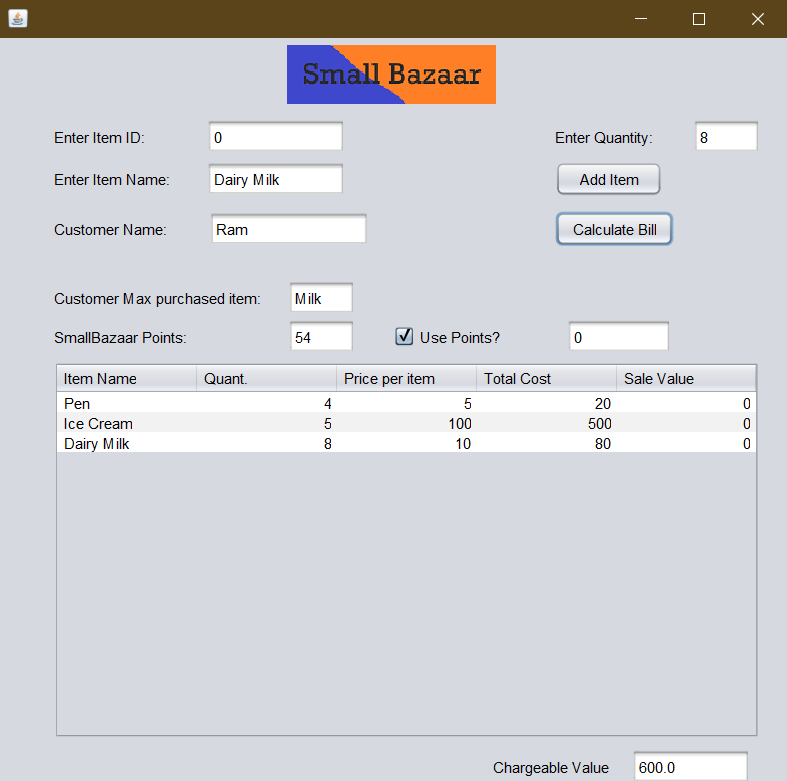 Small Bazaar
Enter Item ID: 0 Enter Quantity: 8
Enter Item Name: Dairy Milk Add Item
Customer Name: Ram Calculate Bill
Customer Max purchased item: Milk
SmallBazaar Points: 54 Use Points? 0
Item Name Quant. Price per item Total Cost Sale Value
Pen 4 5 20 0
Ice Cream 5 100 500 0
Dairy Milk 8 10 80 0
Chargeable Value 600.0